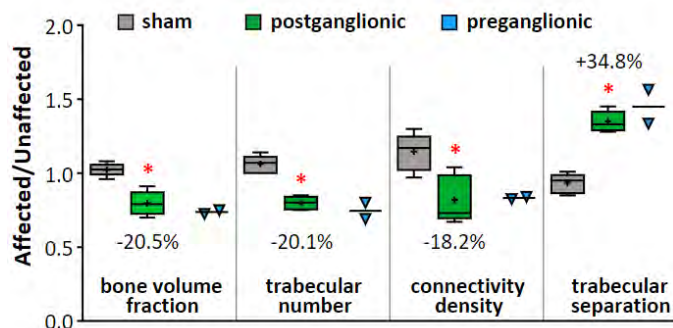 sham postganglionic preganglionic
Affected/Unaffected
2.0
1.5
1.0
0.5
0.0
*
*
*
*
+34.8%
-20.5%
-20.1%
-18.2%
bone volume
fraction
trabecular
number
connectivity
density
trabecular
separation